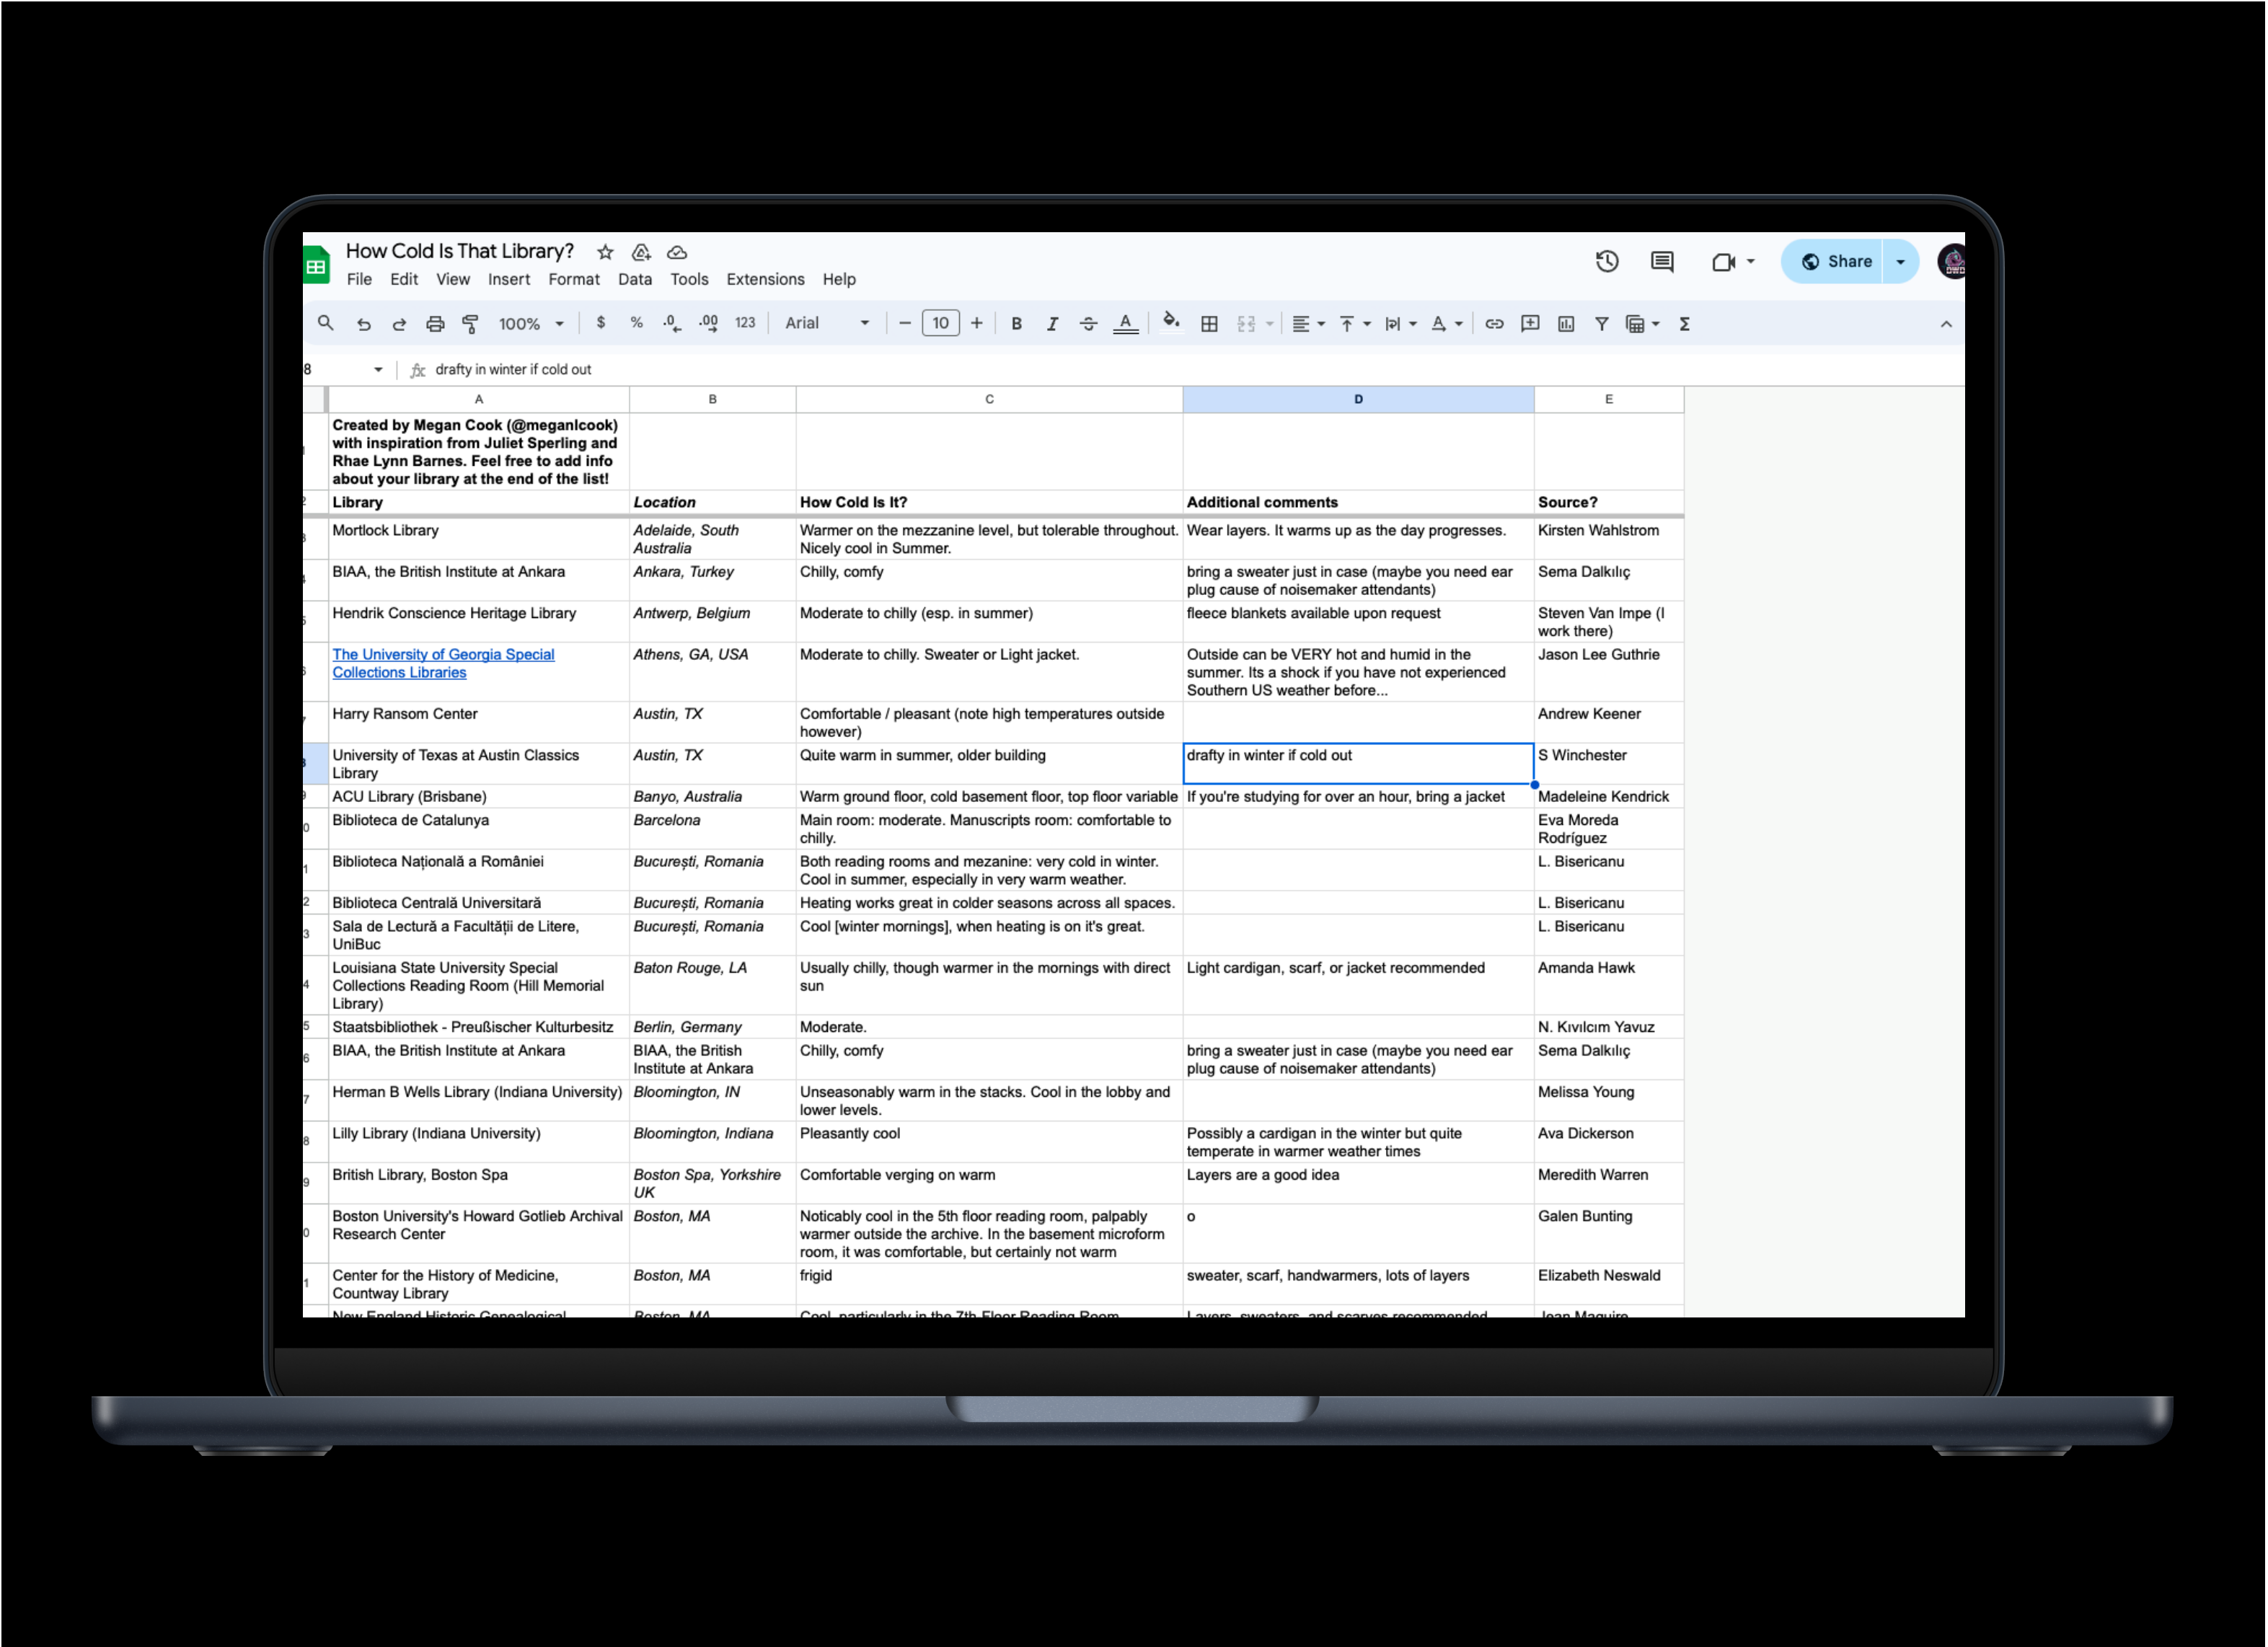 How Cold Is That Library?
File Edit View Insert Format Data Tools Extensions Help
Share
100% $ % .0 .00 123 Arial 10 B I A
8 fx drafty in winter if cold out
A B C D E
Created by Megan Cook (@meganlcook)
with inspiration from Juliet Sperling and
Rhae Lynn Barnes. Feel free to add info
about your library at the end of the list!
Library Location How Cold Is It? Additional comments Source?
Mortlock Library Adelaide, South Warmer on the mezzanine level, but tolerable throughout. Wear layers. It warms up as the day progresses. Kirsten Wahlstrom
Australia Nicely cool in Summer.
BIAA, the British Institute at Ankara Ankara, Turkey Chilly, comfy bring a sweater just in case (maybe you need ear Sema Dalkılıç
plug cause of noisemaker attendants)
Hendrik Conscience Heritage Library Antwerp, Belgium Moderate to chilly (esp. in summer) fleece blankets available upon request Steven Van Impe (I
work there)
The University of Georgia Special Athens, GA, USA Moderate to chilly. Sweater or Light jacket. Outside can be VERY hot and humid in the Jason Lee Guthrie
Collections Libraries summer. Its a shock if you have not experienced
Southern US weather before...
Harry Ransom Center Austin, TX Comfortable / pleasant (note high temperatures outside Andrew Keener
however)
University of Texas at Austin Classics Austin, TX Quite warm in summer, older building drafty in winter if cold out S Winchester
Library
ACU Library (Brisbane) Banyo, Australia Warm ground floor, cold basement floor, top floor variable If you're studying for over an hour, bring a jacket Madeleine Kendrick
Biblioteca de Catalunya Barcelona Main room: moderate. Manuscripts room: comfortable to Eva Moreda
chilly. Rodríguez
Biblioteca Națională a României București, Romania Both reading rooms and mezanine: very cold in winter. L. Bisericanu
Cool in summer, especially in very warm weather.
Biblioteca Centrală Universitară București, Romania Heating works great in colder seasons across all spaces. L. Bisericanu
Sala de Lectură a Facultății de Litere, București, Romania Cool [winter mornings], when heating is on it's great. L. Bisericanu
UniBuc
Louisiana State University Special Baton Rouge, LA Usually chilly, though warmer in the mornings with direct Light cardigan, scarf, or jacket recommended Amanda Hawk
Collections Reading Room (Hill Memorial sun
Library)
Staatsbibliothek - Preußischer Kulturbesitz Berlin, Germany Moderate. N. Kıvılcım Yavuz
BIAA, the British Institute at Ankara BIAA, the British Chilly, comfy bring a sweater just in case (maybe you need ear Sema Dalkılıç
Institute at Ankara plug cause of noisemaker attendants)
Herman B Wells Library (Indiana University) Bloomington, IN Unseasonably warm in the stacks. Cool in the lobby and Melissa Young
lower levels.
Lilly Library (Indiana University) Bloomington, Indiana Pleasantly cool Possibly a cardigan in the winter but quite Ava Dickerson
temperate in warmer weather times
British Library, Boston Spa Boston Spa, Yorkshire Comfortable verging on warm Layers are a good idea Meredith Warren
UK
Boston University's Howard Gotlieb Archival Boston, MA Noticably cool in the 5th floor reading room, palpably o Galen Bunting
Research Center warmer outside the archive. In the basement microform
room, it was comfortable, but certainly not warm
Center for the History of Medicine, Boston, MA frigid sweater, scarf, handwarmers, lots of layers Elizabeth Neswald
Countway Library
New England Historic Genealogical Boston, MA Cool, particularly in the 7th Floor Reading Room Layers, sweaters, and scarves recommended Jean Maguire